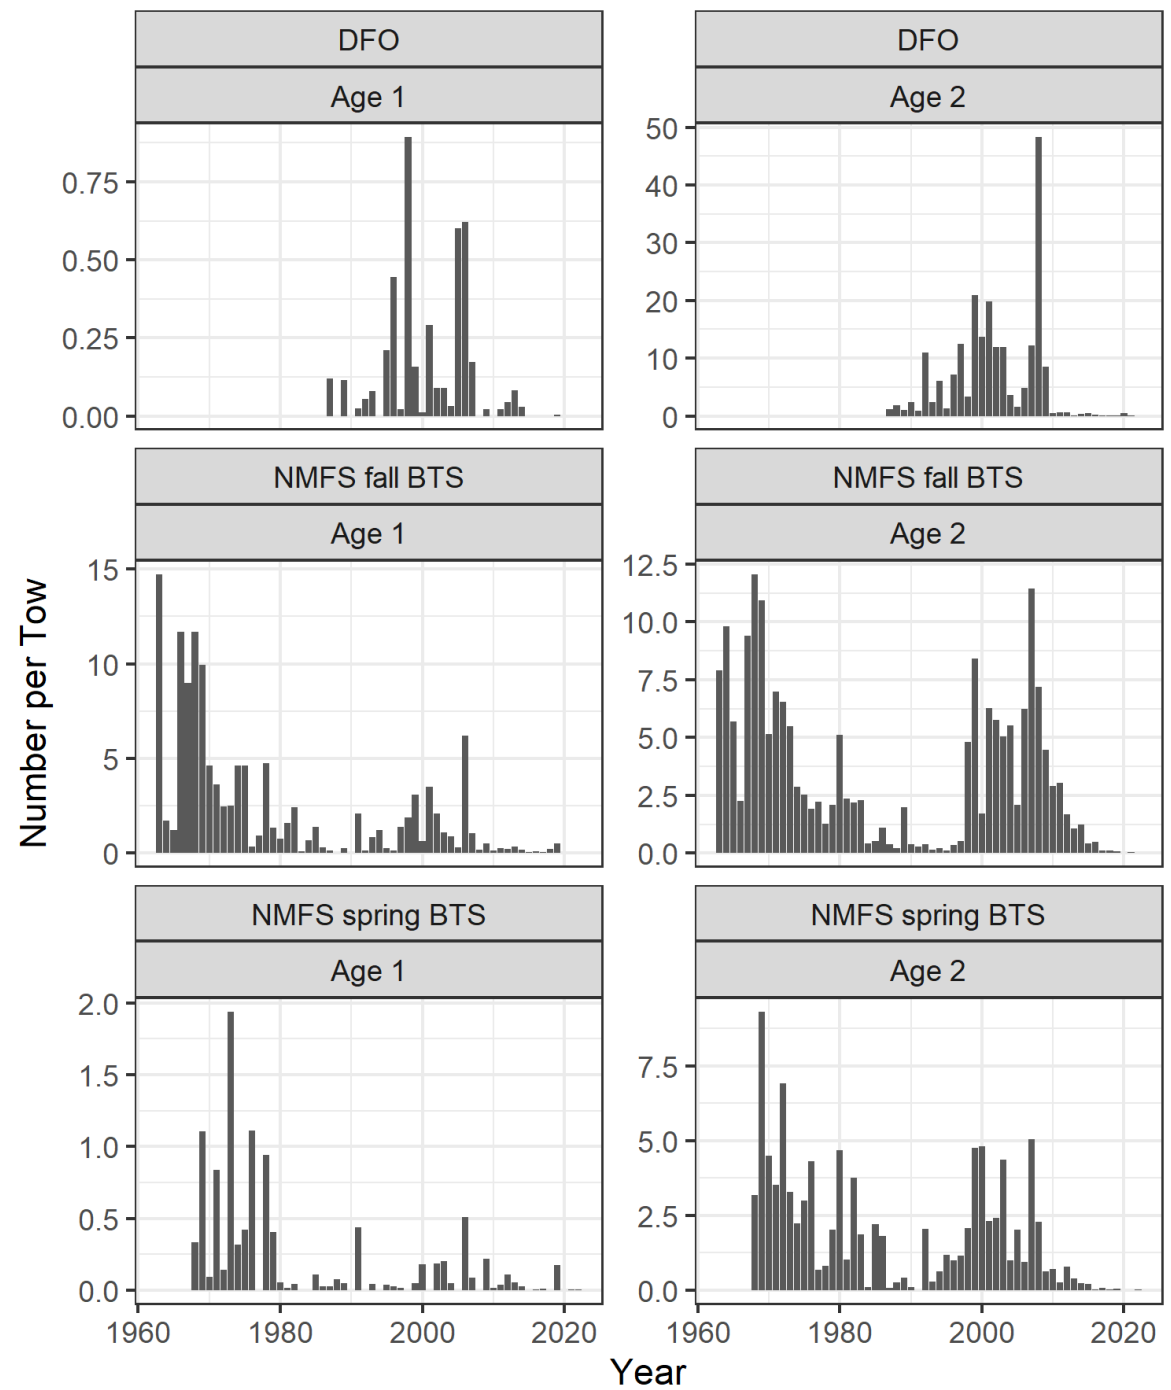 DFO
Age 1
0.75
0.50
0.25
0.00
DFO
Age 2
50
40
30
20
10
0
NMFS fall BTS
Age 1
15
10
5
0
NMFS fall BTS
Age 2
12.5
10.0
7.5
5.0
2.5
0.0
NMFS spring BTS
Age 1
2.0
1.5
1.0
0.5
0.0
1960 1980 2000 2020
NMFS spring BTS
Age 2
7.5
5.0
2.5
0.0
1960 1980 2000 2020
Number per Tow
Year